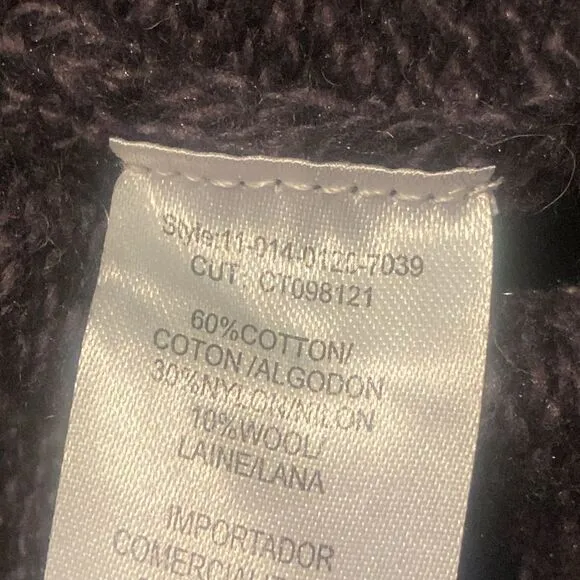 Style:11-014-0120-7039
CUT: CT098121
60%COTTON/
COTON/ALGODON
30%NYLON/NILON
10%WOOL/
LAINE/LANA
IMPORTADOR